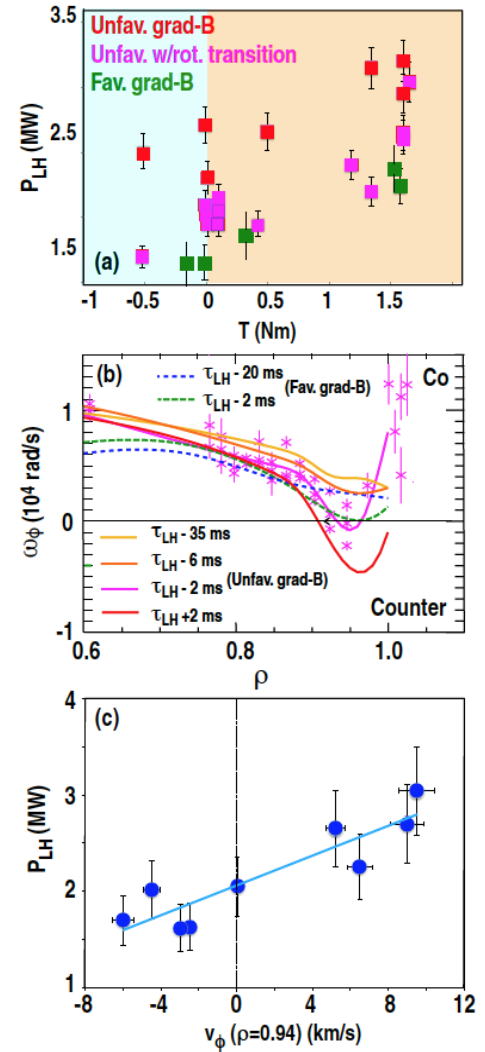 3.5
Unfav. grad-B
Unfav. w/rot. transition
Fav. grad-B
P_LH (MW)
2.5
1.5
(a)
-1 -0.5 0 0.5 1 1.5
T (Nm)
(b)
τ_LH - 20 ms
(Fav. grad-B)
τ_LH - 2 ms
Co
1
ω_ϕ (10⁴ rad/s)
0
τ_LH - 35 ms
τ_LH - 6 ms
τ_LH - 2 ms (Unfav. grad-B)
τ_LH +2 ms
Counter
-1
0.6 0.8 1.0
ρ
(c)
4
P_LH (MW)
3
2
1
-8 -4 0 4 8 12
v_ϕ (ρ=0.94) (km/s)